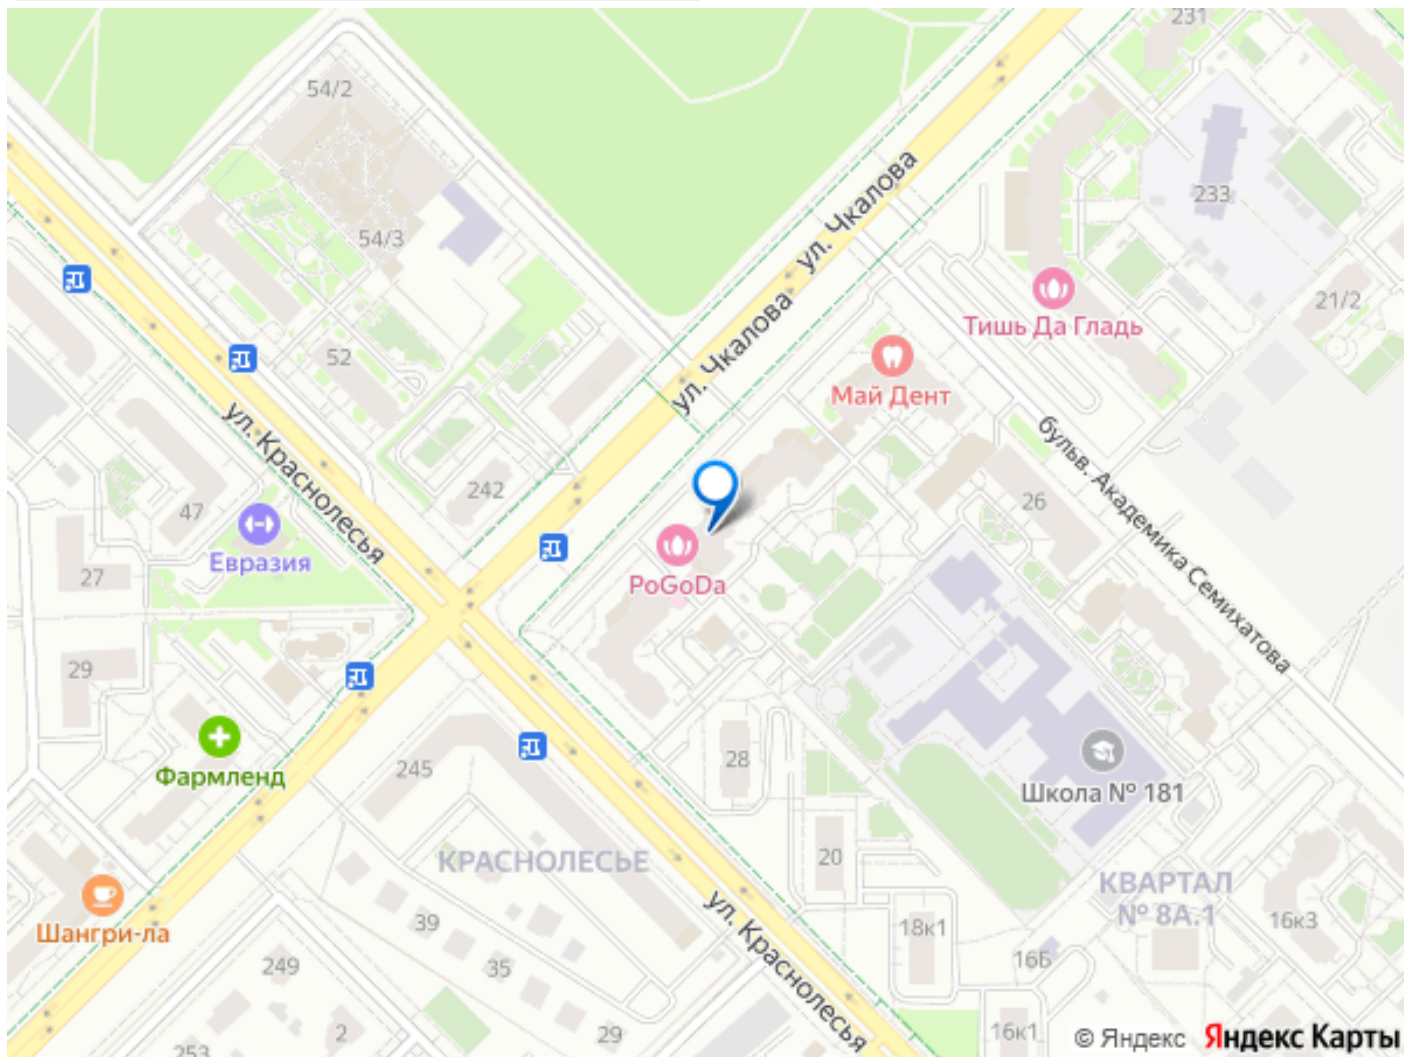 231
54/2
233
54/3
ул. Чкалова
ул. Чкалова
Тишь Да Гладь
21/2
52
Май Дент
ул. Краснолесья
бульв. Академика Семихатова
242
47
26
Евразия
27
PoGoDa
29
Фармленд
245
28
Школа № 181
20
КРАСНОЛЕСЬЕ
КВАРТАЛ
№ 8А.1
Шангри-ла
39
18к1
16к3
ул. Краснолесья
249
35
16Б
2
29
16к1
253
© Яндекс Яндекс Карты